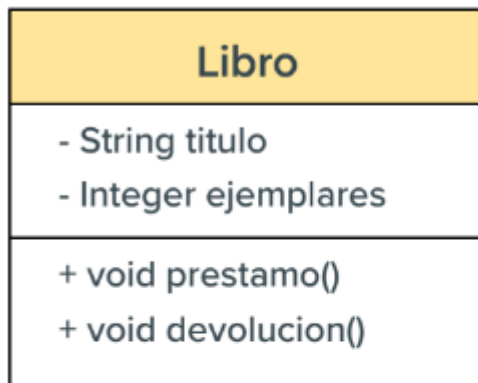 Libro
- String titulo
- Integer ejemplares
+ void prestamo()
+ void devolucion()